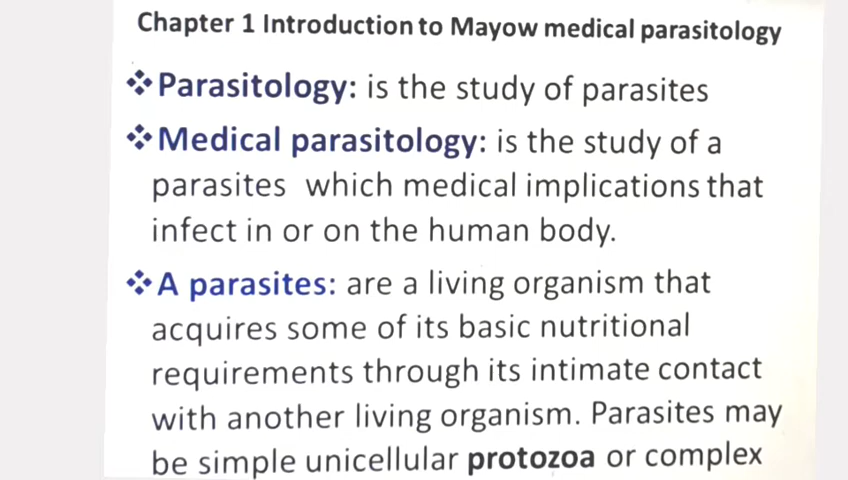 Chapter 1 Introduction to Mayow medical parasitology
❖Parasitology: is the study of parasites
❖Medical parasitology: is the study of a
parasites which medical implications that
infect in or on the human body.
❖A parasites: are a living organism that
acquires some of its basic nutritional
requirements through its intimate contact
with another living organism. Parasites may
be simple unicellular protozoa or complex